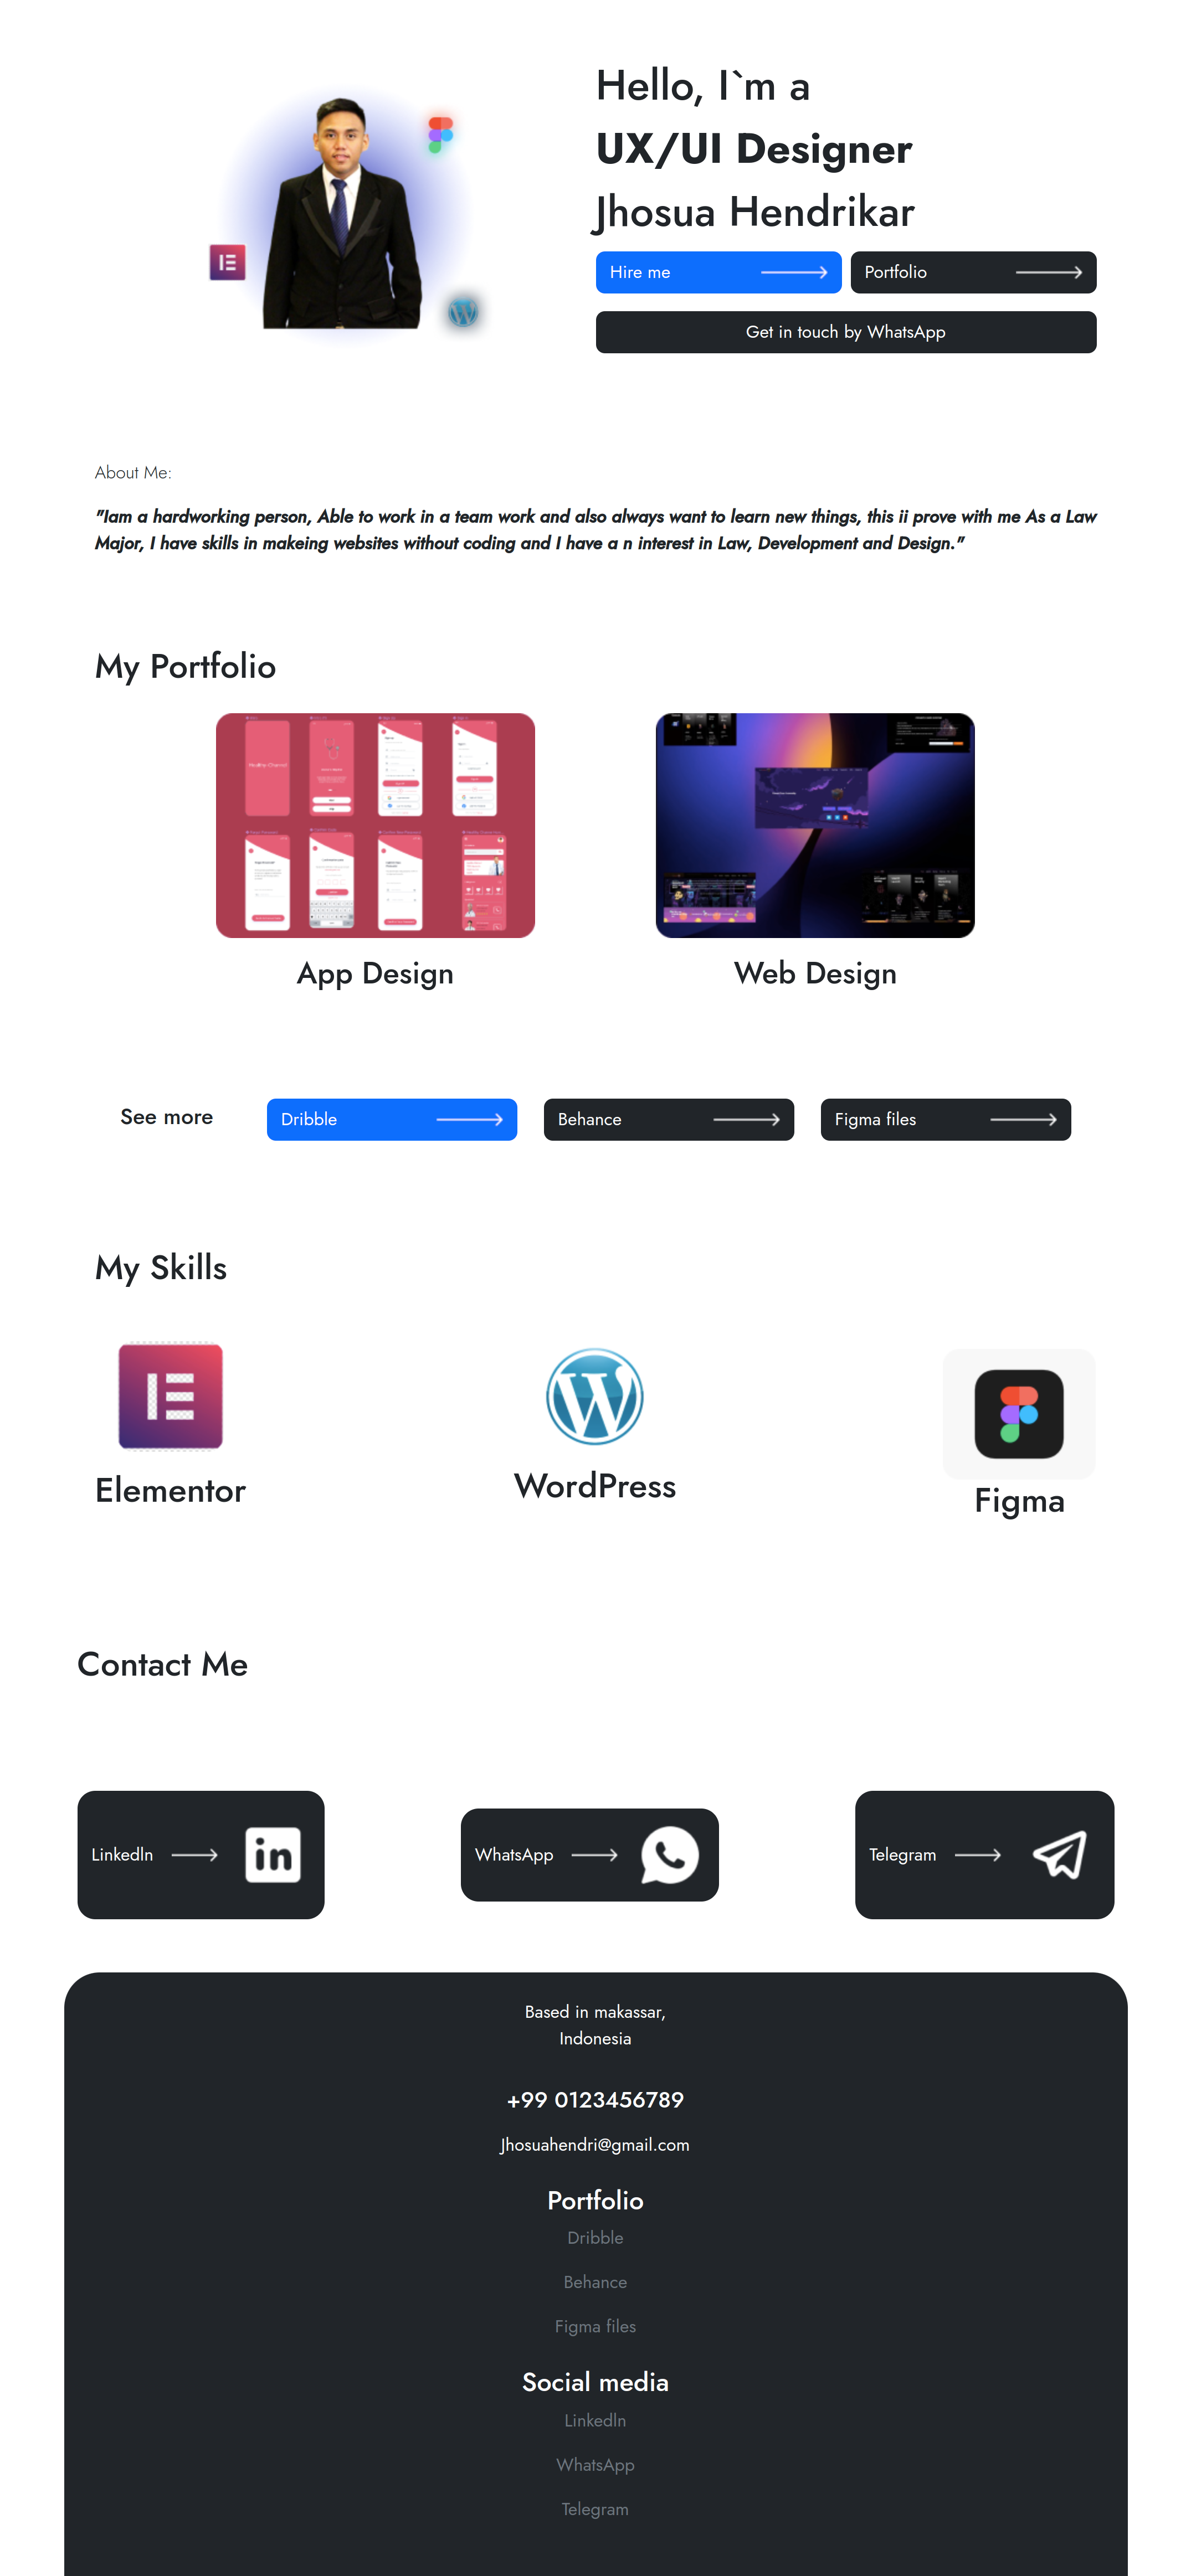 Hello, I`m a
UX/UI Designer
Jhosua Hendrikar
Hire me
Portfolio
Get in touch by WhatsApp
About Me:
"Iam a hardworking person, Able to work in a team work and also always want to learn new things, this ii prove with me As a Law
Major, I have skills in makeing websites without coding and I have a n interest in Law, Development and Design."
My Portfolio
Healthy Channel
App Design
Web Design
See more
Dribble
Behance
Figma files
My Skills
Elementor
WordPress
Figma
Contact Me
LinkedIn
in
WhatsApp
Telegram
Based in makassar,
Indonesia
+99 0123456789
Jhosuahendri@gmail.com
Portfolio
Dribble
Behance
Figma files
Social media
LinkedIn
WhatsApp
Telegram